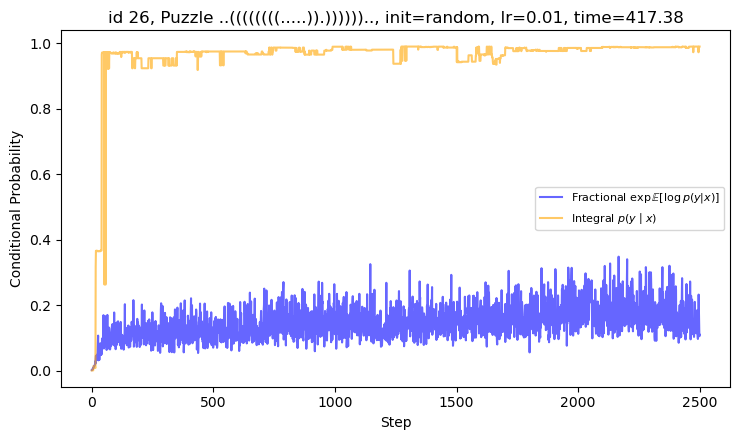 id 26, Puzzle ..((((((((.....)).)))))).., init=random, lr=0.01, time=417.38
Conditional Probability
1.0
0.8
0.6
0.4
0.2
0.0
Fractional exp𝔼[log p(y|x)]
Integral p(y | x)
0
500
1000
1500
2000
2500
Step